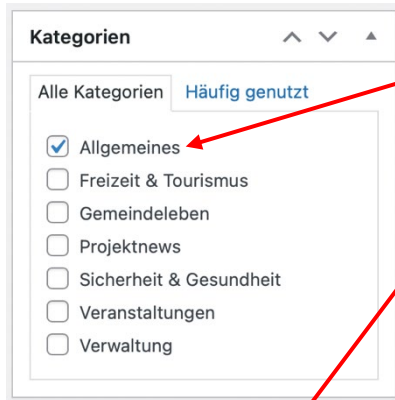 Kategorien
Alle Kategorien Häufig genutzt
Allgemeines
Freizeit & Tourismus
Gemeindeleben
Projektnews
Sicherheit & Gesundheit
Veranstaltungen
Verwaltung